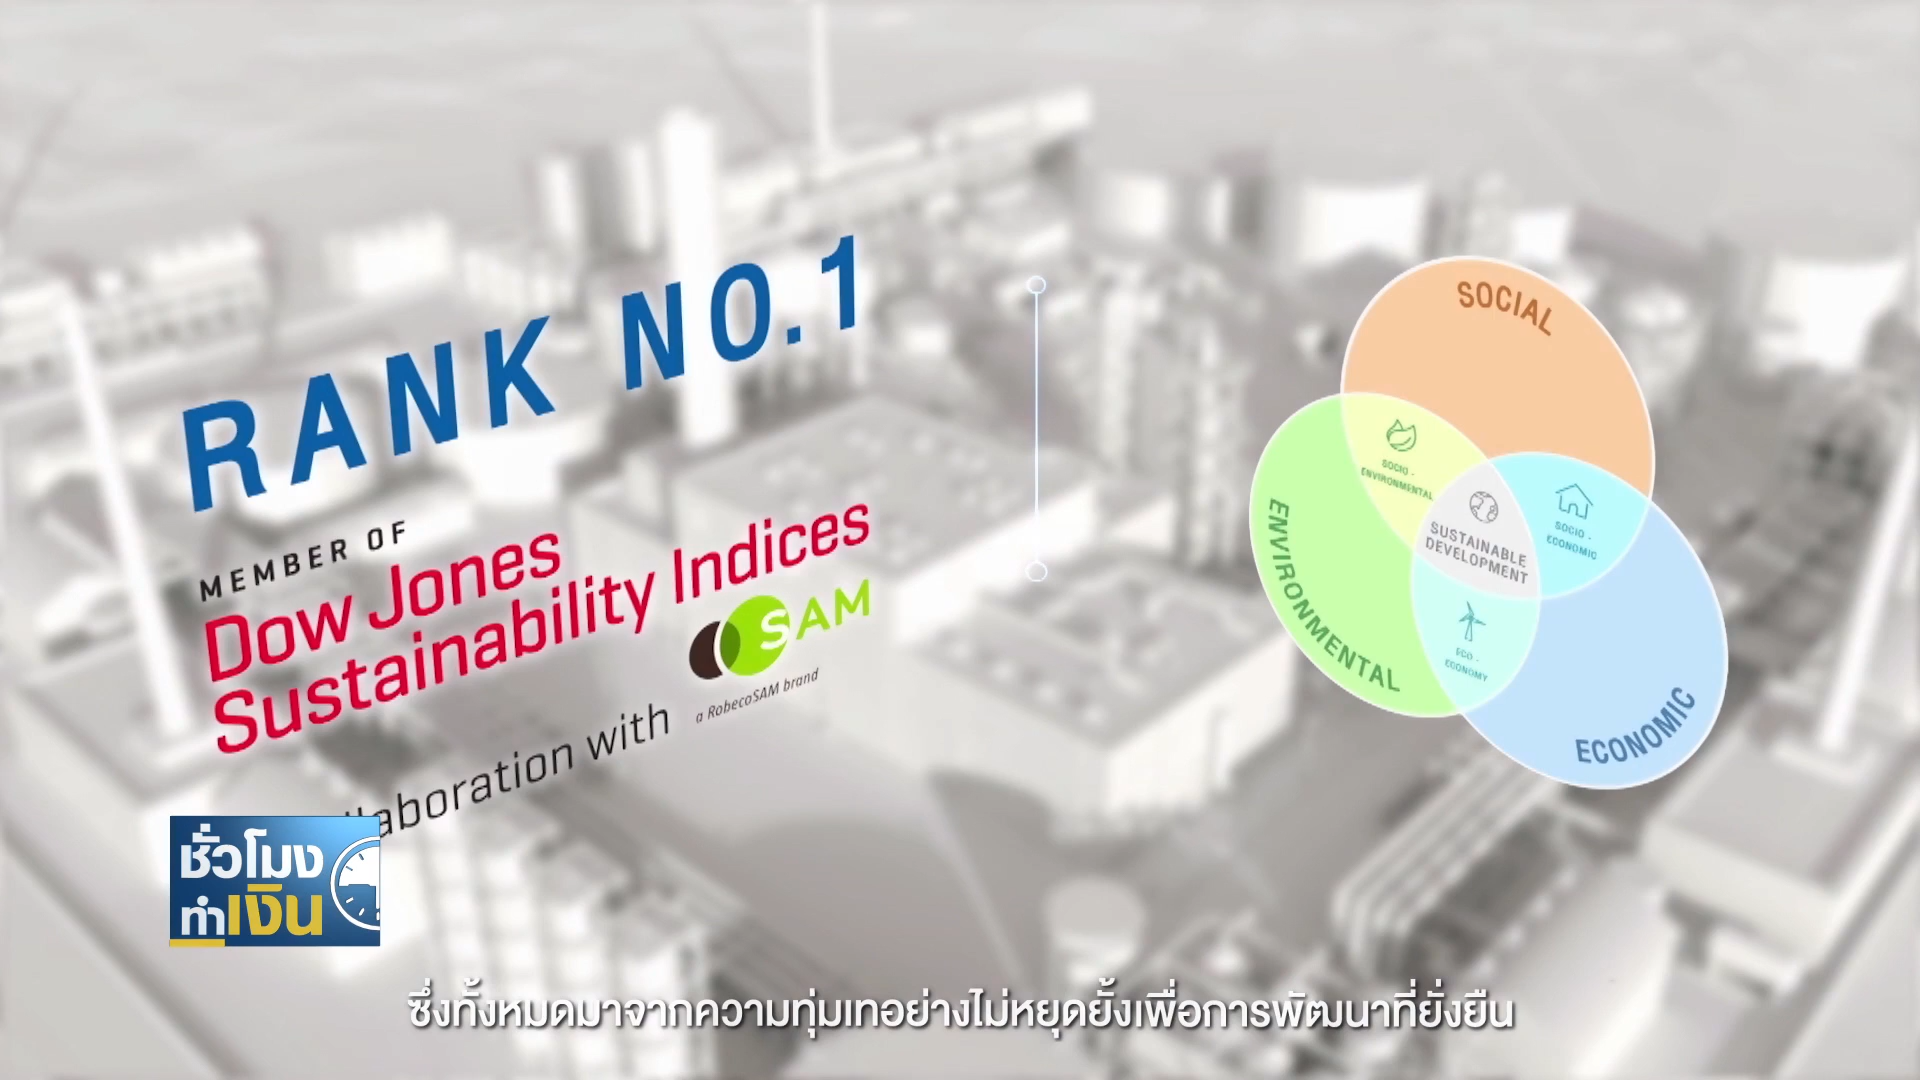 RANK NO.1
MEMBER OF
Dow Jones
Sustainability Indices
collaboration with
SAM
a RobecoSAM brand
SOCIAL
SOCIO -
ENVIRONMENTAL
SUSTAINABLE
DEVELOPMENT
SOCIO -
ECONOMIC
ENVIRONMENTAL
ECO -
ECONOMY
ECONOMIC
ชั่วโมง
ทำเงิน
ซึ่งทั้งหมดมาจากความทุ่มเทอย่างไม่หยุดยั้งเพื่อการพัฒนาที่ยั่งยืน